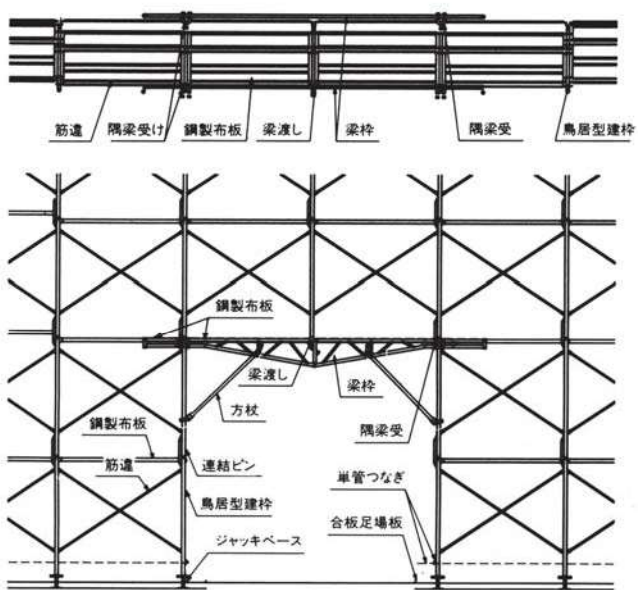 筋違
隅梁受け
鋼製布板
梁渡し
梁枠
隅梁受
鳥居型建枠
鋼製布板
梁渡し
梁枠
方杖
隅梁受
鋼製布板
筋違
連結ピン
鳥居型建枠
単管つなぎ
合板足場板
ジャッキベース